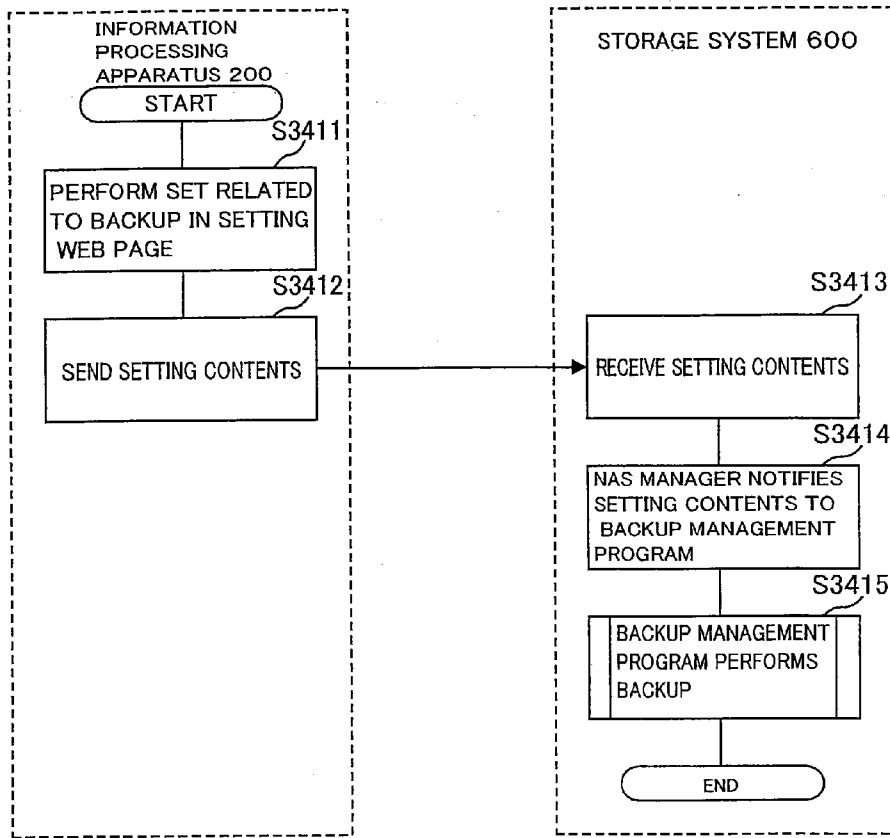 INFORMATION
PROCESSING
APPARATUS 200
START
S3411
PERFORM SET RELATED
TO BACKUP IN SETTING
WEB PAGE
S3412
SEND SETTING CONTENTS
STORAGE SYSTEM 600
S3413
RECEIVE SETTING CONTENTS
S3414
NAS MANAGER NOTIFIES
SETTING CONTENTS TO
BACKUP MANAGEMENT
PROGRAM
S3415
BACKUP MANAGEMENT
PROGRAM PERFORMS
BACKUP
END